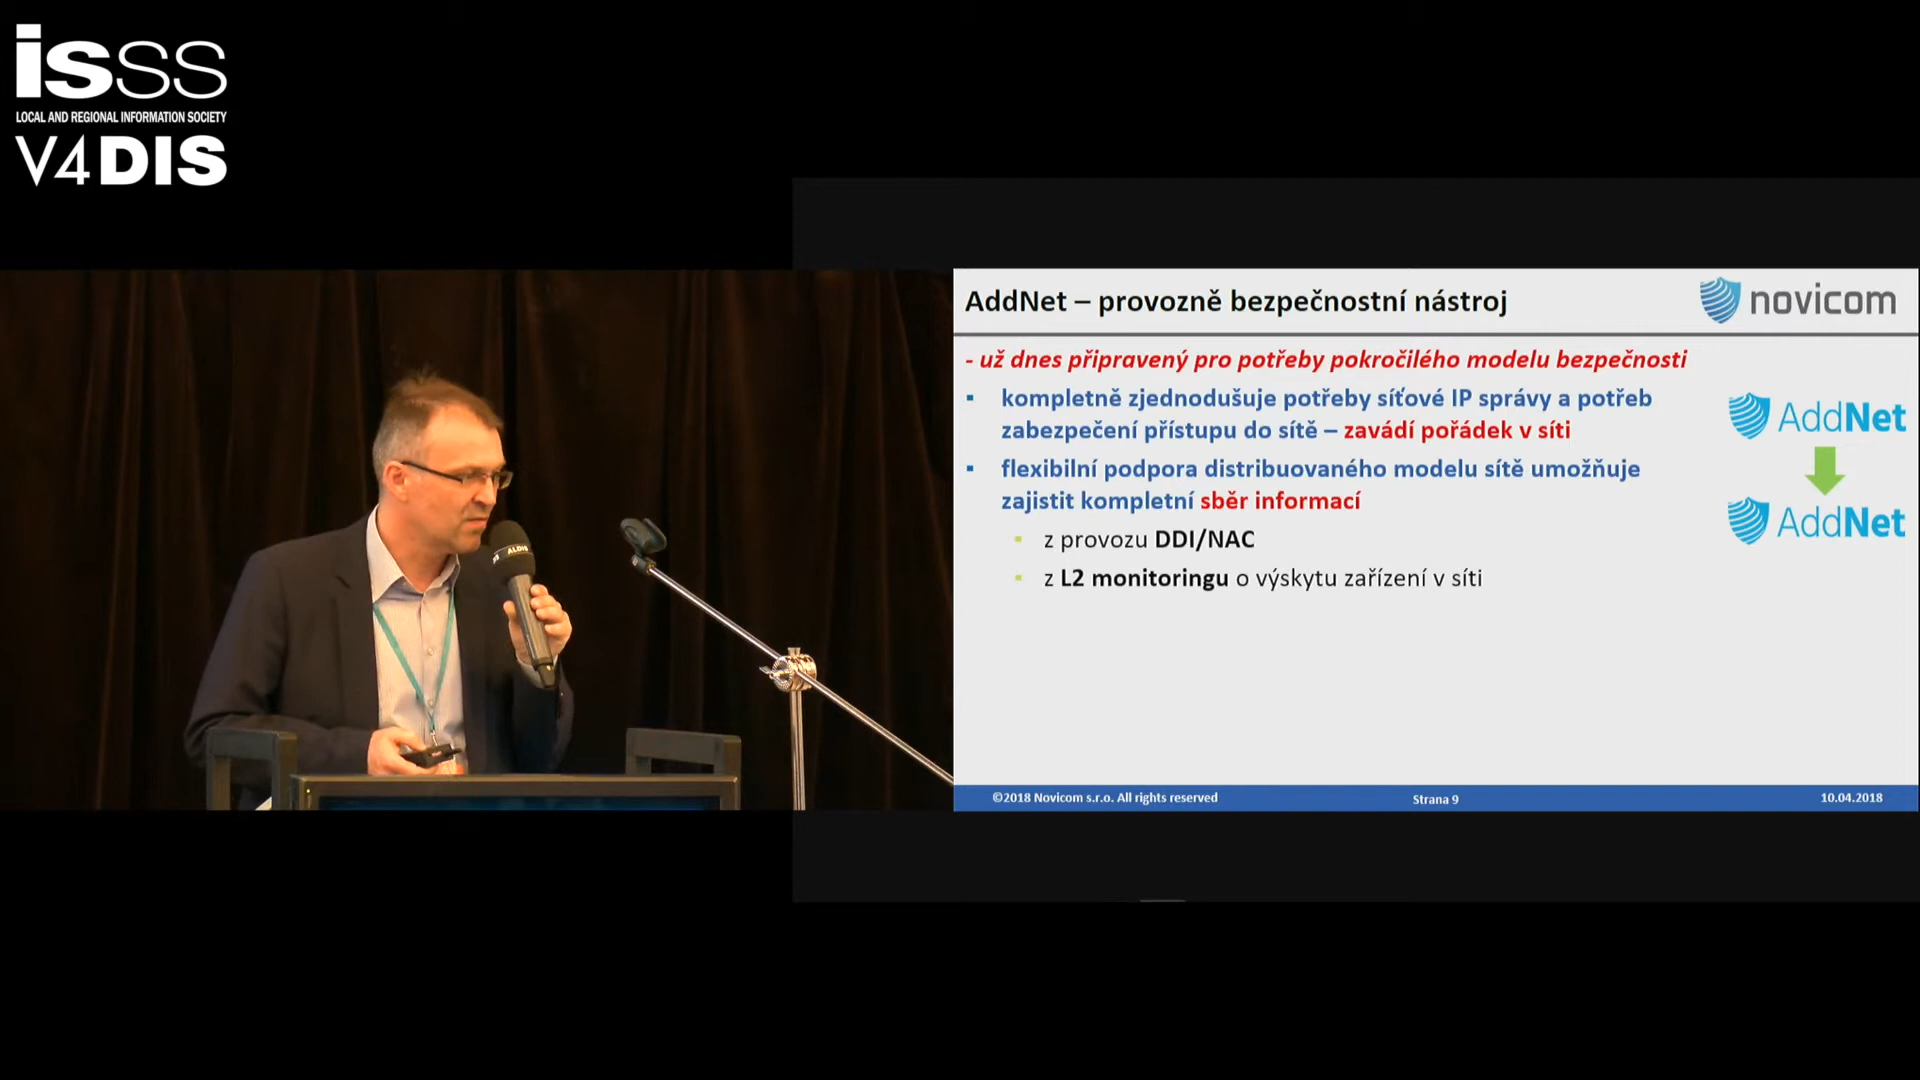 isss
LOCAL AND REGIONAL INFORMATION SOCIETY
V4DIS
AddNet – provozně bezpečnostní nástroj
novicom
- už dnes připravený pro potřeby pokročilého modelu bezpečnosti
▪ kompletně zjednodušuje potřeby síťové IP správy a potřeb
zabezpečení přístupu do sítě – zavádí pořádek v síti
▪ flexibilní podpora distribuovaného modelu sítě umožňuje
zajistit kompletní sběr informací
▪ z provozu DDI/NAC
▪ z L2 monitoringu o výskytu zařízení v síti
AddNet
AddNet
©2018 Novicom s.r.o. All rights reserved
Strana 9
10.04.2018
ALDIS